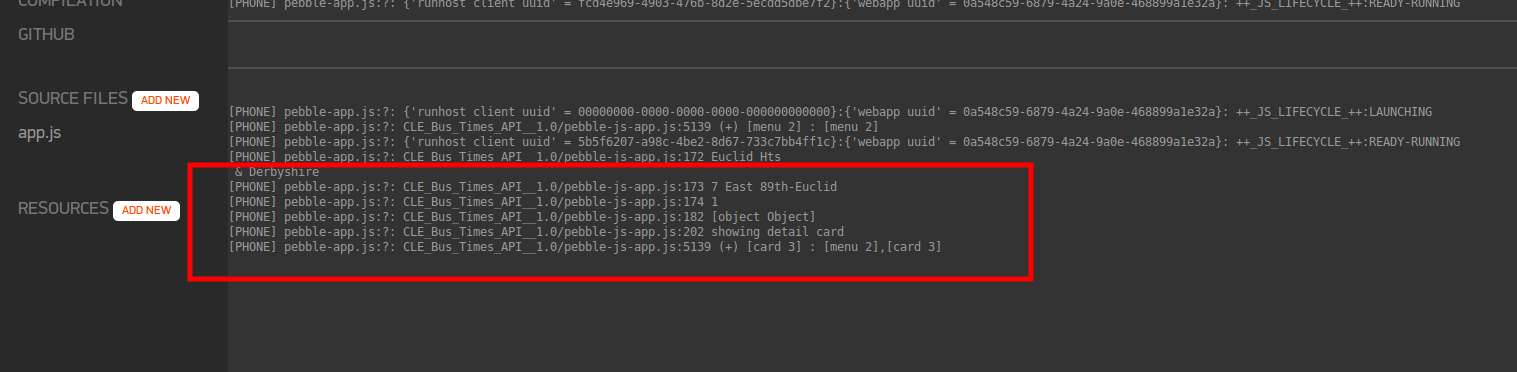 COMPILATION
[PHONE] pebble-app.js:?: {'runhost client uuid' = fcd4e969-4903-476b-8d2e-5ecdd5dbe7f2}:{'webapp uuid' = 0a548c59-6879-4a24-9a0e-468899a1e32a}: ++_JS_LIFECYCLE_++:READY-RUNNING
GITHUB
SOURCE FILES ADD NEW
app.js
RESOURCES ADD NEW
[PHONE] pebble-app.js:?: {'runhost client uuid' = 00000000-0000-0000-0000-000000000000}:{'webapp uuid' = 0a548c59-6879-4a24-9a0e-468899a1e32a}: ++_JS_LIFECYCLE_++:LAUNCHING
[PHONE] pebble-app.js:?: CLE_Bus_Times_API__1.0/pebble-js-app.js:5139 (+) [menu 2] : [menu 2]
[PHONE] pebble-app.js:?: {'runhost client uuid' = 5b5f6207-a98c-4be2-8d67-733c7bb4ff1c}:{'webapp uuid' = 0a548c59-6879-4a24-9a0e-468899a1e32a}: ++_JS_LIFECYCLE_++:READY-RUNNING
[PHONE] pebble-app.js:?: CLE_Bus_Times_API__1.0/pebble-js-app.js:172 Euclid Hts
& Derbyshire
[PHONE] pebble-app.js:?: CLE_Bus_Times_API__1.0/pebble-js-app.js:173 7 East 89th-Euclid
[PHONE] pebble-app.js:?: CLE_Bus_Times_API__1.0/pebble-js-app.js:174 1
[PHONE] pebble-app.js:?: CLE_Bus_Times_API__1.0/pebble-js-app.js:182 [object Object]
[PHONE] pebble-app.js:?: CLE_Bus_Times_API__1.0/pebble-js-app.js:202 showing detail card
[PHONE] pebble-app.js:?: CLE_Bus_Times_API__1.0/pebble-js-app.js:5139 (+) [card 3] : [menu 2],[card 3]